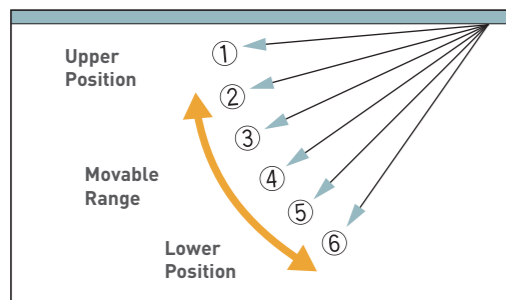 ①
Upper
Position
②
③
④
Movable
Range
⑤
⑥
Lower
Position